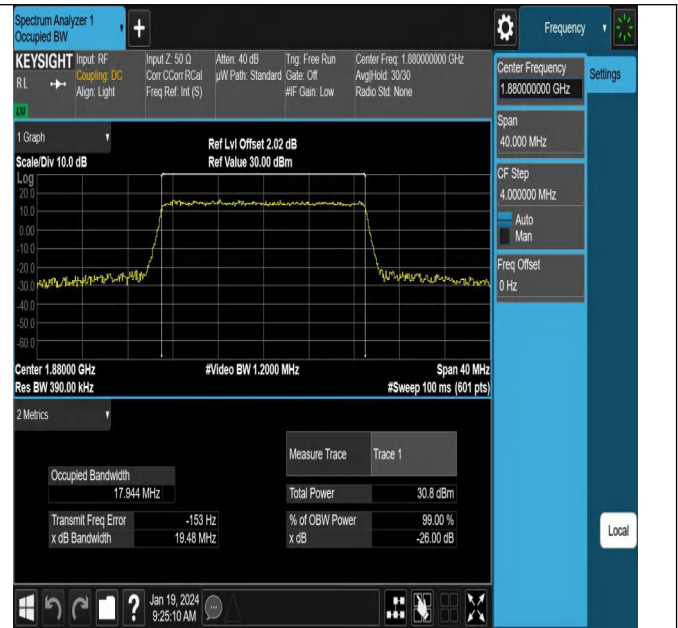 Spectrum Analyzer 1
Occupied BW
Frequency
KEYSIGHT
RL
LXI
Input: RF
Coupling: DC
Align: Light
Input Z: 50 Ω
Corr CCorr RCal
Freq Ref: Int (S)
Atten: 40 dB
µW Path: Standard
Trig: Free Run
Gate: Off
#IF Gain: Low
Center Freq: 1.880000000 GHz
Avg|Hold: 30/30
Radio Std: None
1 Graph
Scale/Div 10.0 dB
Ref Lvl Offset 2.02 dB
Ref Value 30.00 dBm
Log
20.0
10.0
0.00
-10.0
-20.0
-30.0
-40.0
-50.0
-60.0
Center 1.88000 GHz
Res BW 390.00 kHz
#Video BW 1.2000 MHz
Span 40 MHz
#Sweep 100 ms (601 pts)
2 Metrics
Measure Trace Trace 1
Occupied Bandwidth
17.944 MHz
Total Power 30.8 dBm
Transmit Freq Error -153 Hz
% of OBW Power 99.00 %
x dB Bandwidth 19.48 MHz
x dB -26.00 dB
Center Frequency
1.880000000 GHz
Settings
Span
40.000 MHz
CF Step
4.000000 MHz
Auto
Man
Freq Offset
0 Hz
Local
?
Jan 19, 2024
9:25:10 AM